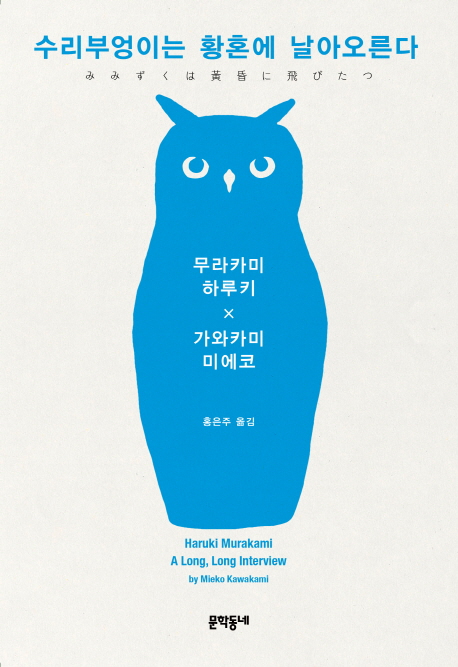 수리부엉이는 황혼에 날아오른다
みみずくは黃昏に飛びたつ
무라카미
하루키
×
가와카미
미에코
홍은주 옮김
Haruki Murakami
A Long, Long Interview
by Mieko Kawakami
문학동네